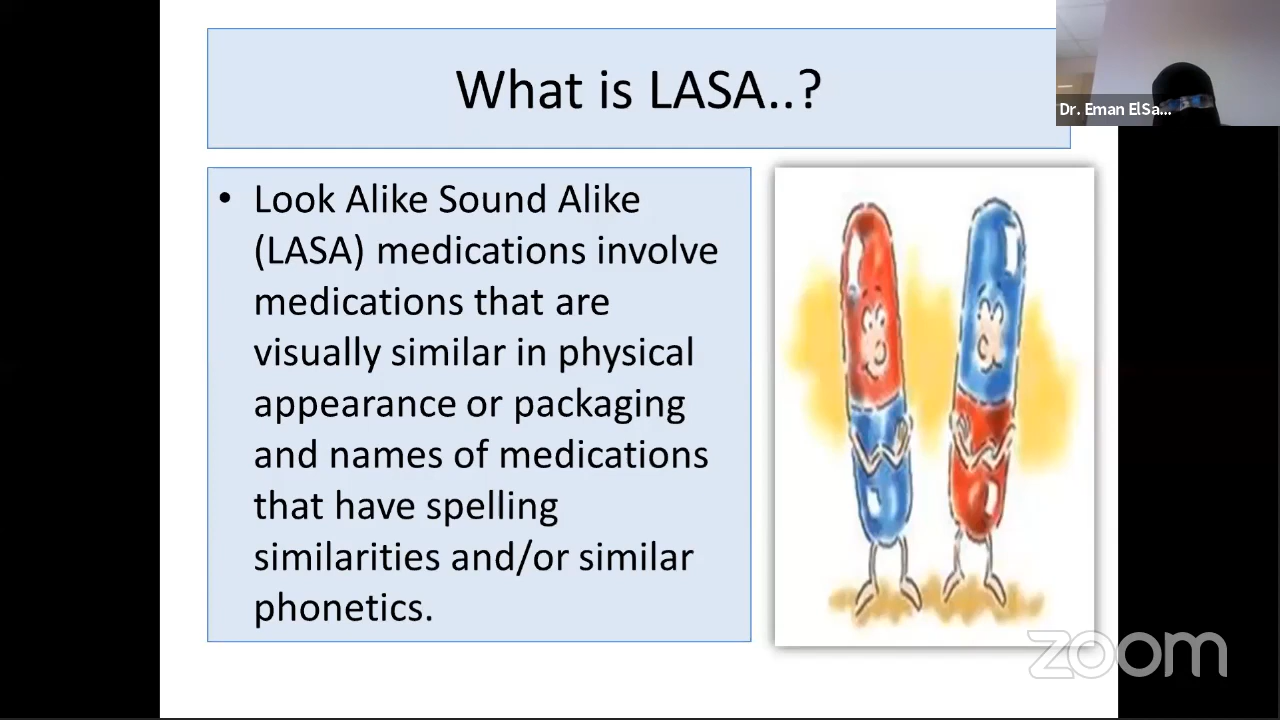 What is LASA..?
Dr. Eman ElSa...
• Look Alike Sound Alike
(LASA) medications involve
medications that are
visually similar in physical
appearance or packaging
and names of medications
that have spelling
similarities and/or similar
phonetics.
zoom